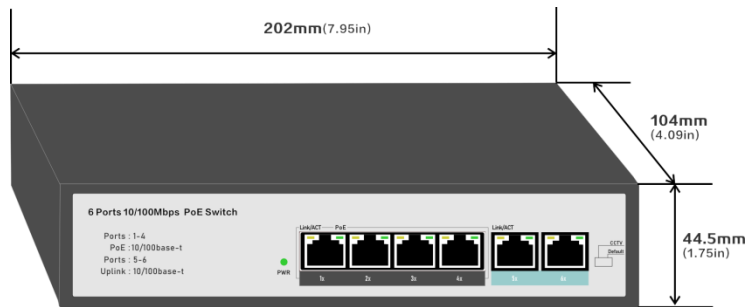 202mm(7.95in)
104mm
(4.09in)
44.5mm
(1.75in)
6 Ports 10/100Mbps PoE Switch
Ports : 1-4
PoE :10/100base-t
Ports : 5-6
Uplink : 10/100base-t
PWR
Link/ACT PoE
1x 2x 3x 4x
Link/ACT
5x 6x
CCTV
Default